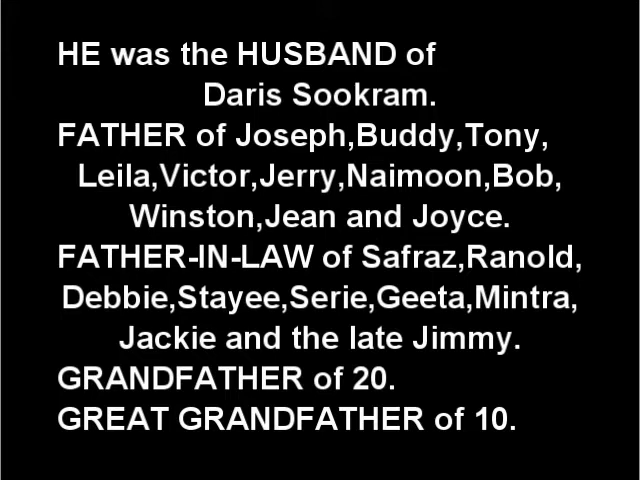 HE was the HUSBAND of
Daris Sookram.
FATHER of Joseph,Buddy,Tony,
Leila,Victor,Jerry,Naimoon,Bob,
Winston,Jean and Joyce.
FATHER-IN-LAW of Safraz,Ranold,
Debbie,Stayee,Serie,Geeta,Mintra,
Jackie and the late Jimmy.
GRANDFATHER of 20.
GREAT GRANDFATHER of 10.